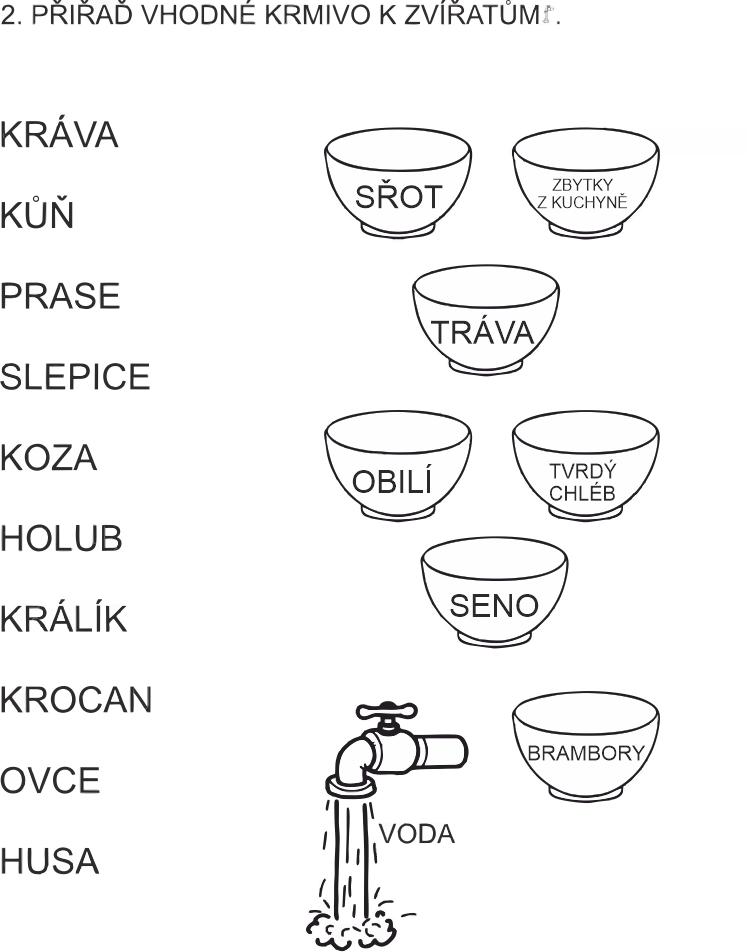 2. PŘIŘAĎ VHODNÉ KRMIVO K ZVÍŘATŮM.
KRÁVA
KŮŇ
PRASE
SLEPICE
KOZA
HOLUB
KRÁLÍK
KROCAN
OVCE
HUSA
SŘOT
ZBYTKY
Z KUCHYNĚ
TRÁVA
OBILÍ
TVRDÝ
CHLÉB
SENO
BRAMBORY
VODA